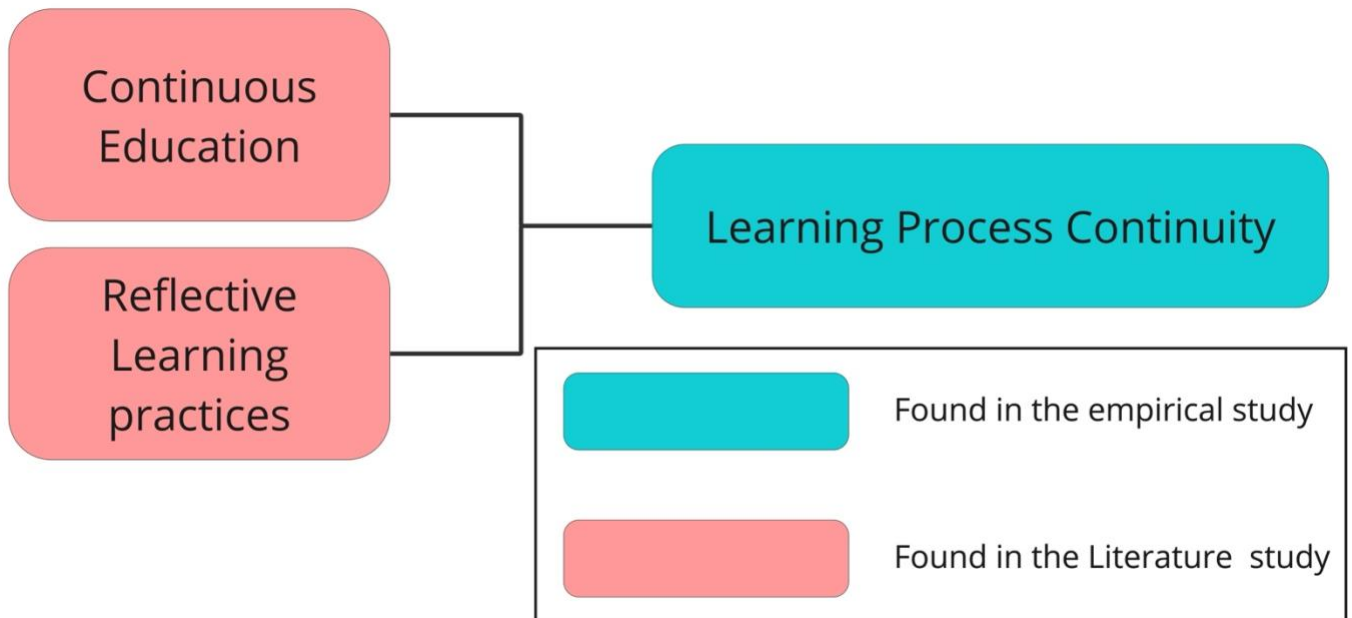 Continuous
Education
Reflective
Learning
practices
Learning Process Continuity
Found in the empirical study
Found in the Literature study